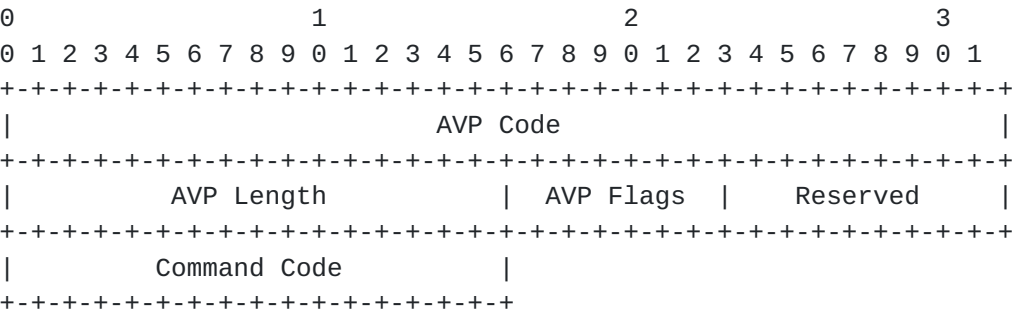 0                   1                   2                   3
0 1 2 3 4 5 6 7 8 9 0 1 2 3 4 5 6 7 8 9 0 1 2 3 4 5 6 7 8 9 0 1
+-+-+-+-+-+-+-+-+-+-+-+-+-+-+-+-+-+-+-+-+-+-+-+-+-+-+-+-+-+-+-+-+
|                           AVP Code                            |
+-+-+-+-+-+-+-+-+-+-+-+-+-+-+-+-+-+-+-+-+-+-+-+-+-+-+-+-+-+-+-+-+
|          AVP Length           |  AVP Flags  |    Reserved     |
+-+-+-+-+-+-+-+-+-+-+-+-+-+-+-+-+-+-+-+-+-+-+-+-+-+-+-+-+-+-+-+-+
|         Command Code          |
+-+-+-+-+-+-+-+-+-+-+-+-+-+-+-+-+